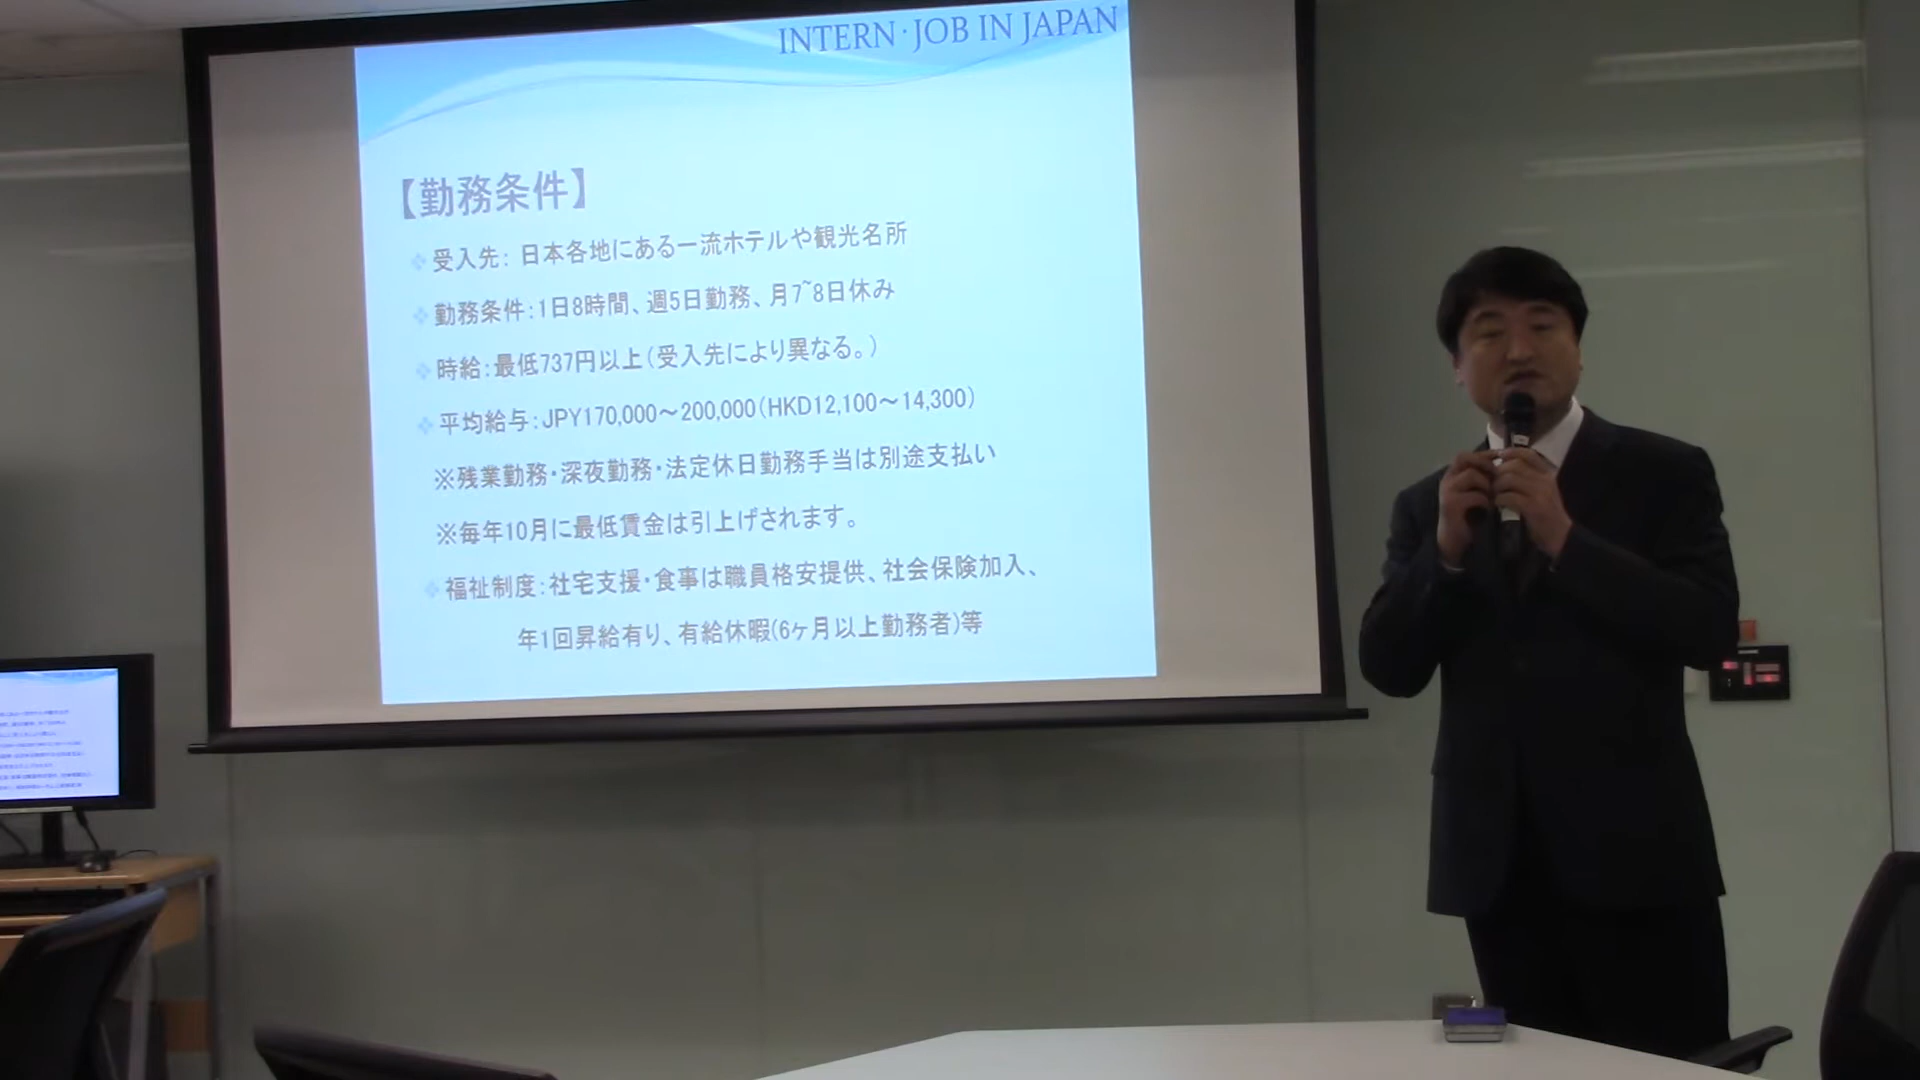 INTERN・JOB IN JAPAN
【勤務条件】
受入先: 日本各地にある一流ホテルや観光名所
勤務条件:1日8時間、週5日勤務、月7~8日休み
時給:最低737円以上(受入先により異なる。)
平均給与:JPY170,000～200,000(HKD12,100～14,300)
※残業勤務・深夜勤務・法定休日勤務手当は別途支払い
※毎年10月に最低賃金は引上げされます。
福祉制度:社宅支援・食事は職員格安提供、社会保険加入、
年1回昇給有り、有給休暇(6ヶ月以上勤務者)等